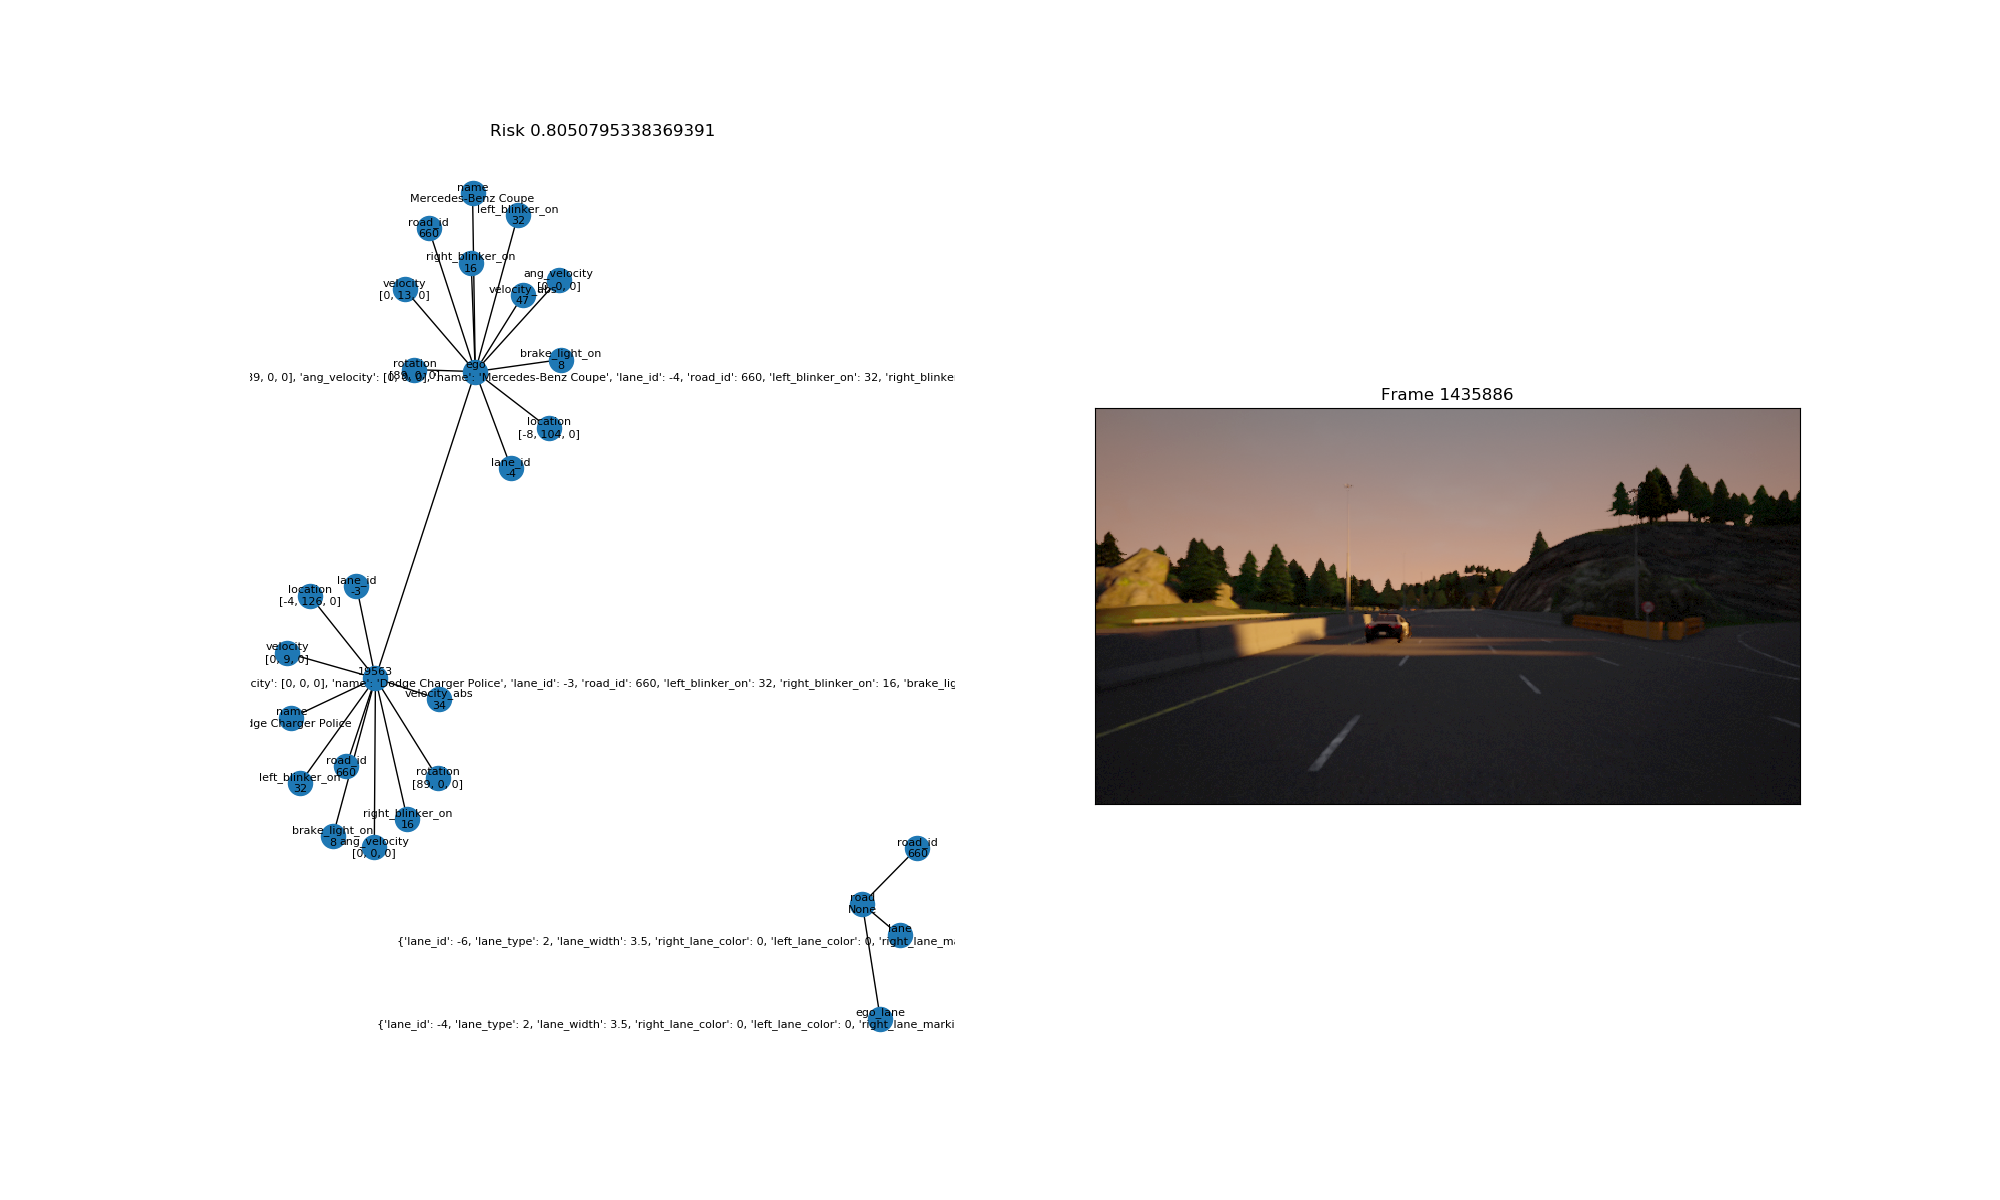 Risk 0.8050795338369391
name
Mercedes-Benz Coupe
left_blinker_on
32
road_id
660
right_blinker_on
16
ang_velocity
[0, 0, 0]
velocity
[0, 13, 0]
velocity_abs
47
brake_light_on
8
rotation
[89, 0, 0]
ego
39, 0, 0], 'ang_velocity': [0, 0, 0], 'name': 'Mercedes-Benz Coupe', 'lane_id': -4, 'road_id': 660, 'left_blinker_on': 32, 'right_blinke
location
[-8, 104, 0]
lane_id
-4
lane_id
-3
location
[-4, 126, 0]
velocity
[0, 9, 0]
19563
city': [0, 0, 0], 'name': 'Dodge Charger Police', 'lane_id': -3, 'road_id': 660, 'left_blinker_on': 32, 'right_blinker_on': 16, 'brake_lig
velocity_abs
34
name
dge Charger Police
road_id
660
left_blinker_on
32
rotation
[89, 0, 0]
right_blinker_on
16
brake_light_on
8
ang_velocity
[0, 0, 0]
road_id
660
road
None
lane
{'lane_id': -6, 'lane_type': 2, 'lane_width': 3.5, 'right_lane_color': 0, 'left_lane_color': 0, 'right_lane_ma
ego_lane
{'lane_id': -4, 'lane_type': 2, 'lane_width': 3.5, 'right_lane_color': 0, 'left_lane_color': 0, 'right_lane_marki
Frame 1435886